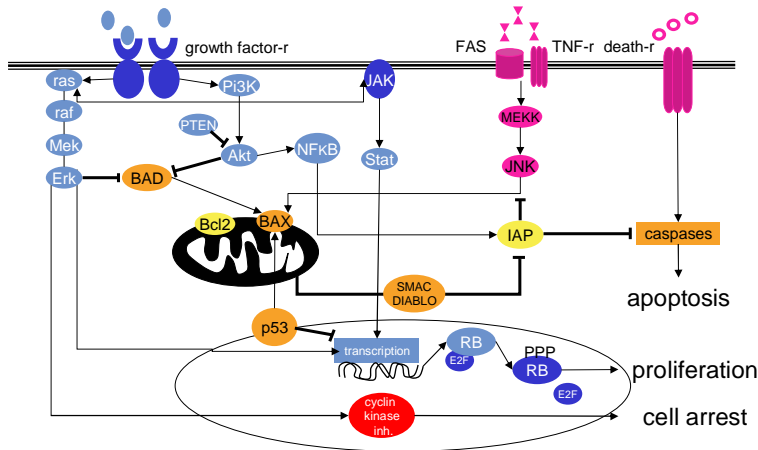 growth factor-r
FAS
TNF-r
death-r
ras
Pi3K
JAK
raf
PTEN
MEKK
Mek
Akt
NFκB
Stat
JNK
Erk
BAD
Bcl2
BAX
IAP
caspases
SMAC
DIABLO
apoptosis
p53
transcription
RB
E2F
PPP
RB
E2F
proliferation
cyclin
kinase
inh.
cell arrest